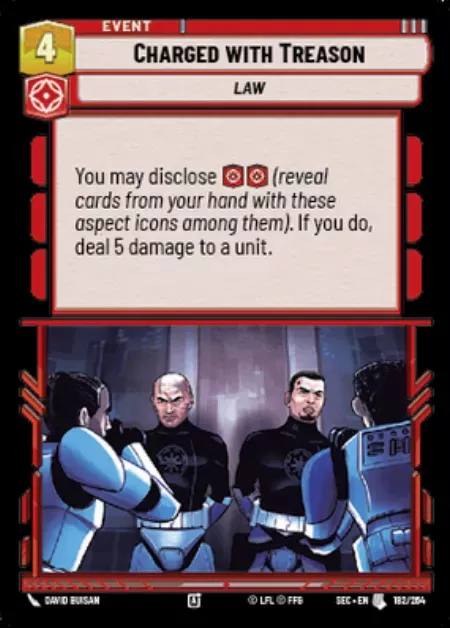 EVENT
4
CHARGED WITH TREASON
LAW
You may disclose (reveal
cards from your hand with these
aspect icons among them). If you do,
deal 5 damage to a unit.
DAVID BUISAN
© LFL © FFG
SEC • EN
182/264